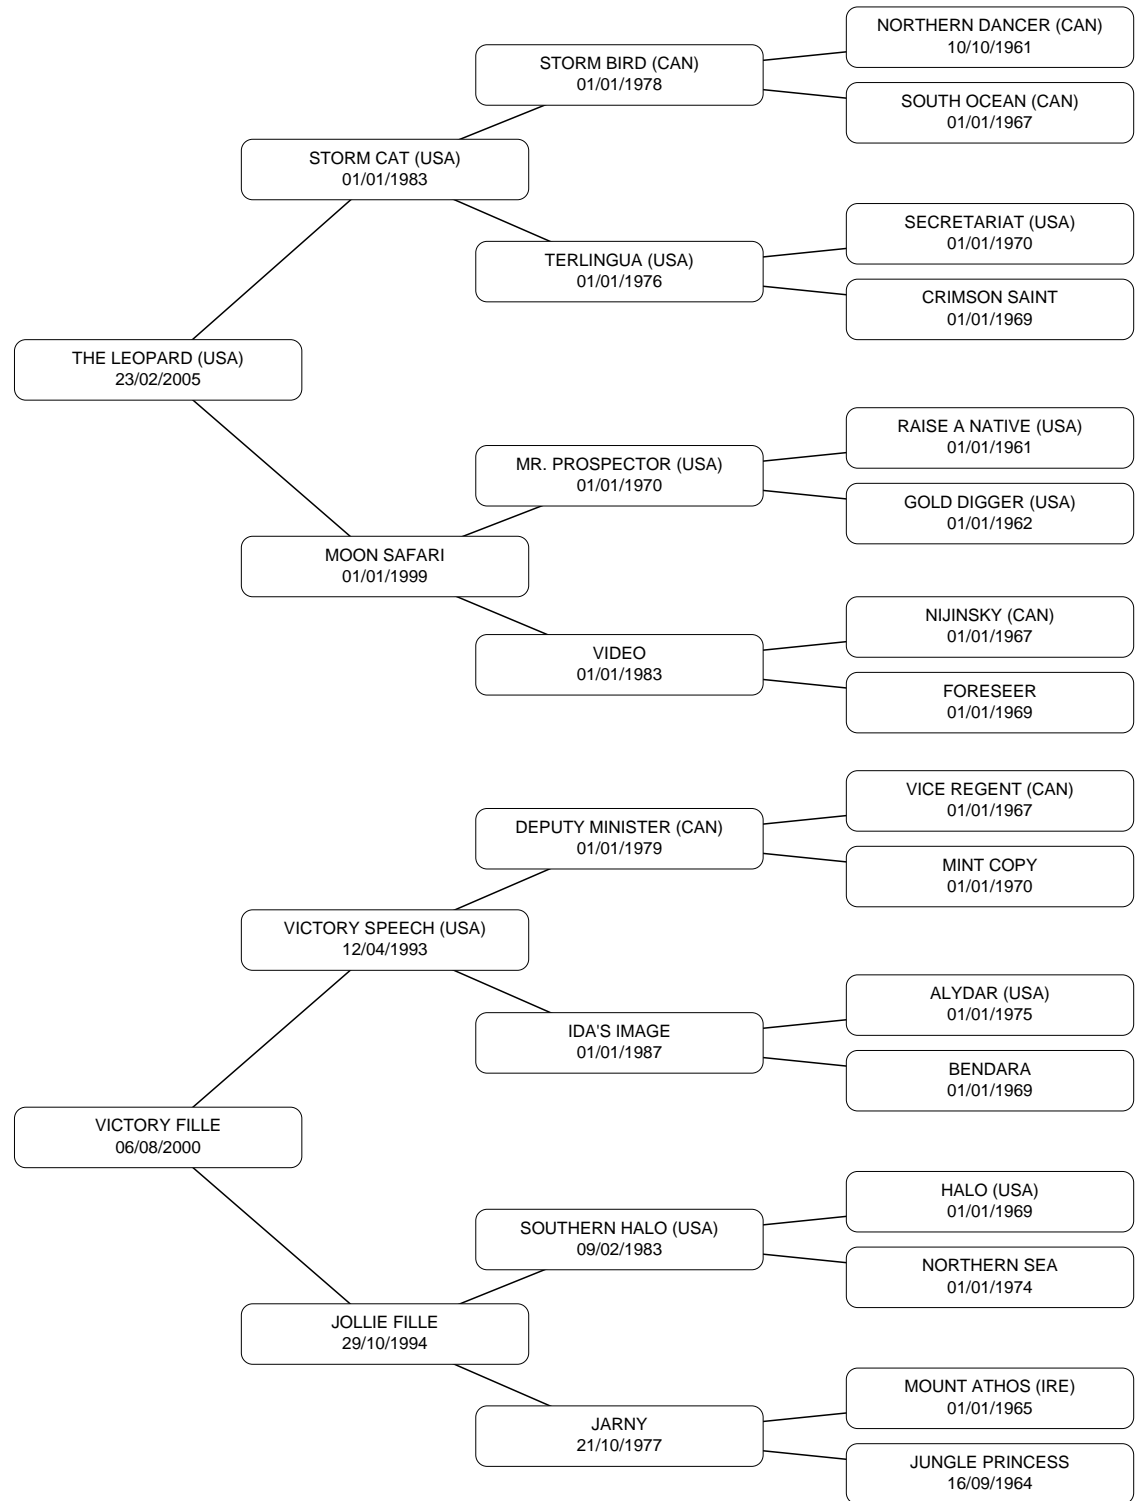 NORTHERN DANCER (CAN)
10/10/1961
STORM BIRD (CAN)
01/01/1978
SOUTH OCEAN (CAN)
01/01/1967
STORM CAT (USA)
01/01/1983
SECRETARIAT (USA)
01/01/1970
TERLINGUA (USA)
01/01/1976
CRIMSON SAINT
01/01/1969
THE LEOPARD (USA)
23/02/2005
RAISE A NATIVE (USA)
01/01/1961
MR. PROSPECTOR (USA)
01/01/1970
GOLD DIGGER (USA)
01/01/1962
MOON SAFARI
01/01/1999
NIJINSKY (CAN)
01/01/1967
VIDEO
01/01/1983
FORESEER
01/01/1969
VICE REGENT (CAN)
01/01/1967
DEPUTY MINISTER (CAN)
01/01/1979
MINT COPY
01/01/1970
VICTORY SPEECH (USA)
12/04/1993
ALYDAR (USA)
01/01/1975
IDA'S IMAGE
01/01/1987
BENDARA
01/01/1969
VICTORY FILLE
06/08/2000
HALO (USA)
01/01/1969
SOUTHERN HALO (USA)
09/02/1983
NORTHERN SEA
01/01/1974
JOLLIE FILLE
29/10/1994
MOUNT ATHOS (IRE)
01/01/1965
JARNY
21/10/1977
JUNGLE PRINCESS
16/09/1964